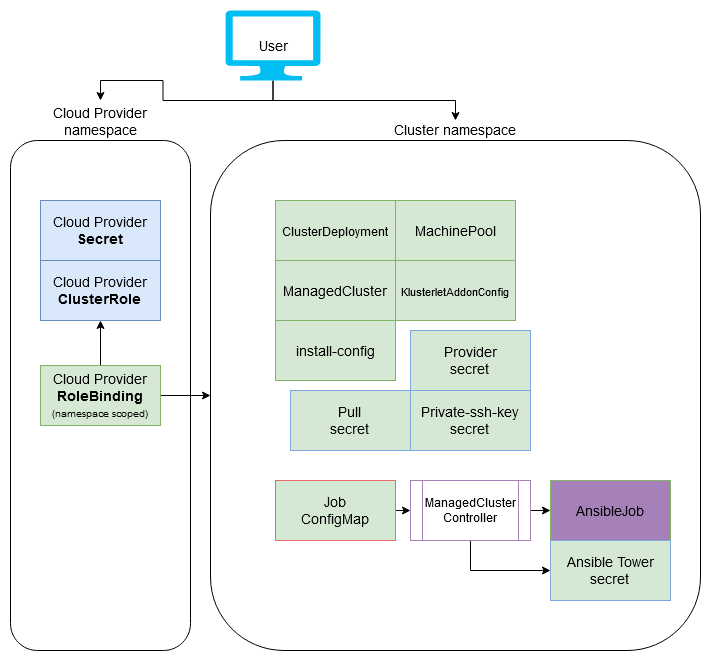 User
Cloud Provider
namespace
Cluster namespace
Cloud Provider
Secret
Cloud Provider
ClusterRole
Cloud Provider
RoleBinding
(namespace scoped)
ClusterDeployment
MachinePool
ManagedCluster
KlusterletAddonConfig
install-config
Provider
secret
Pull
secret
Private-ssh-key
secret
Job
ConfigMap
ManagedCluster
Controller
AnsibleJob
Ansible Tower
secret